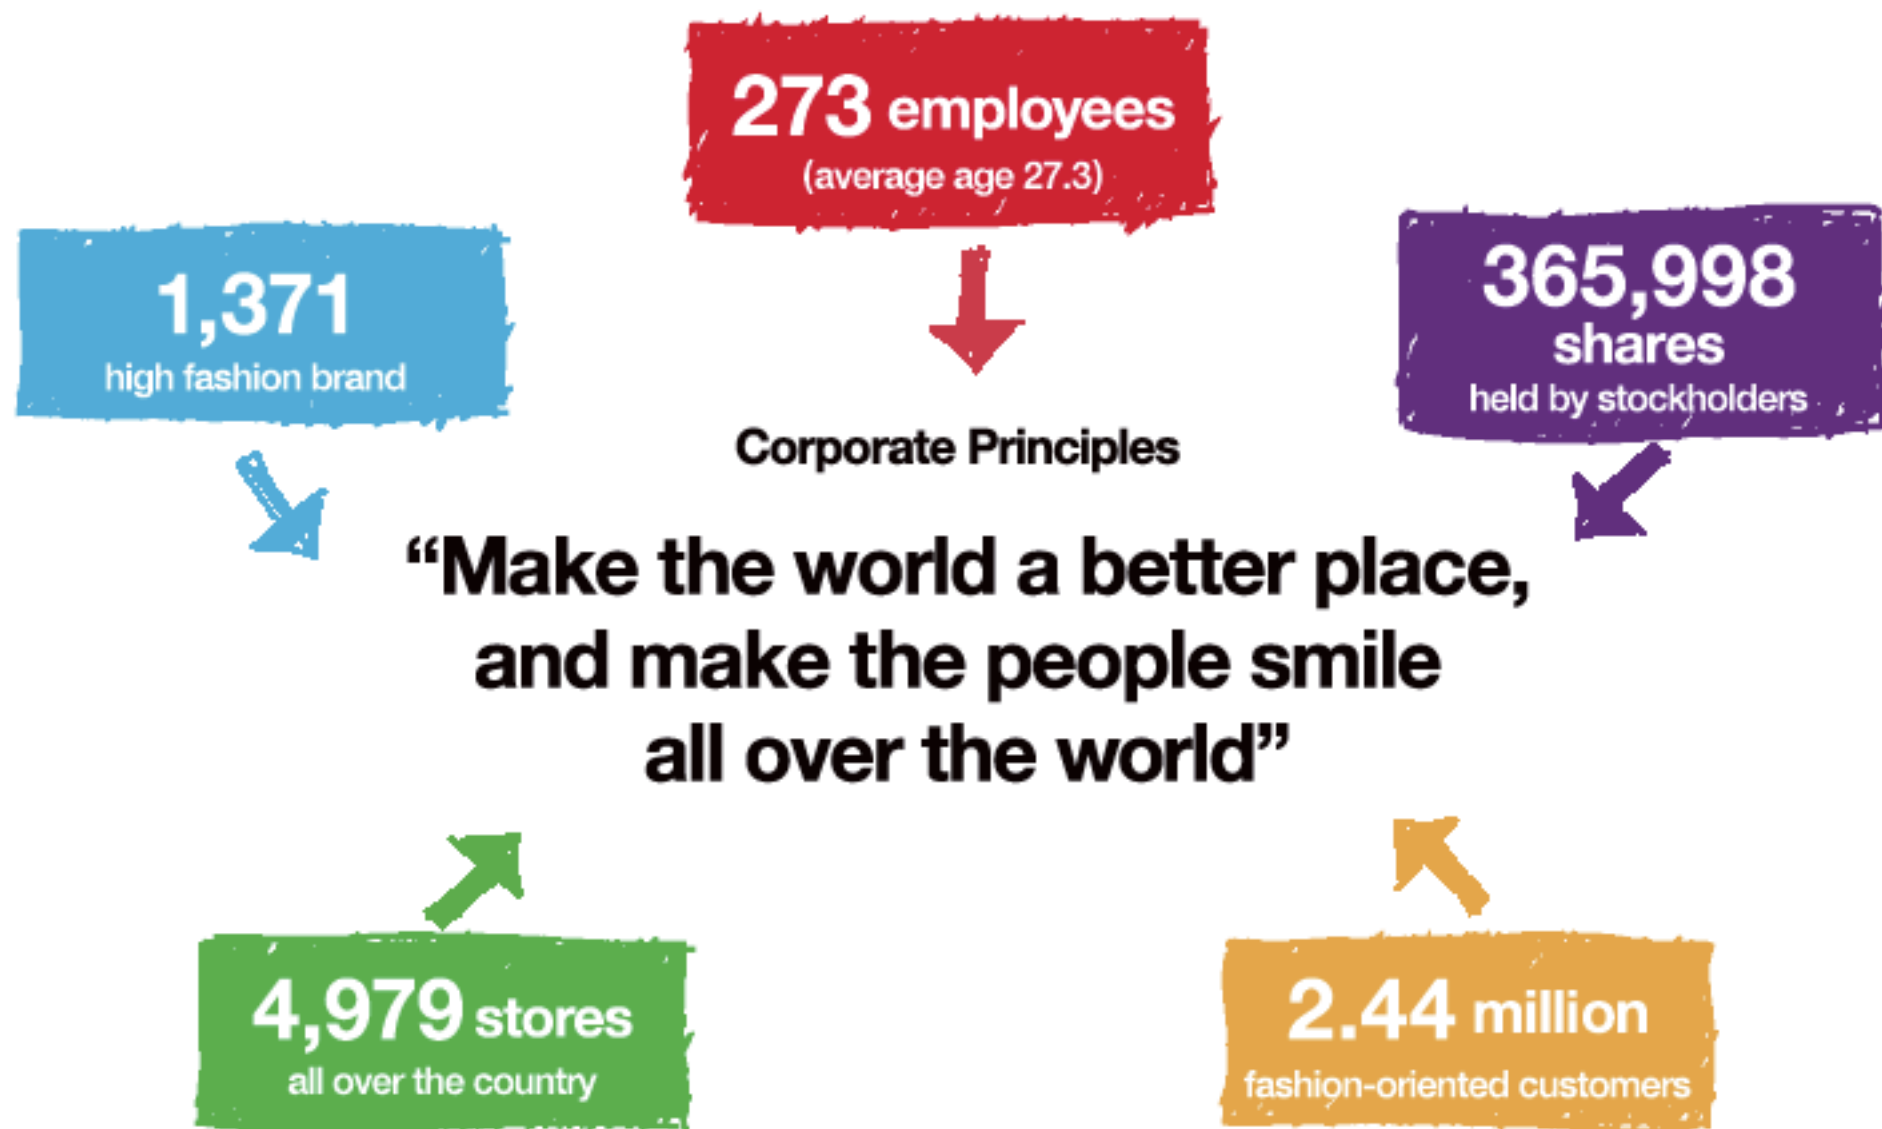 273 employees
(average age 27.3)
1,371
high fashion brand
365,998
shares
held by stockholders
Corporate Principles
“Make the world a better place,
and make the people smile
all over the world”
4,979 stores
all over the country
2.44 million
fashion-oriented customers